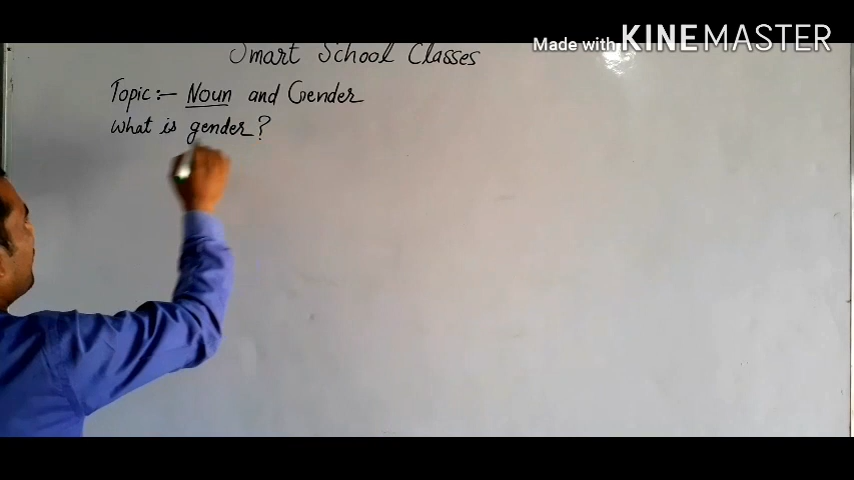 Made with KINEMASTER
Smart School Classes
Topic:- Noun and Gender
What is gender?